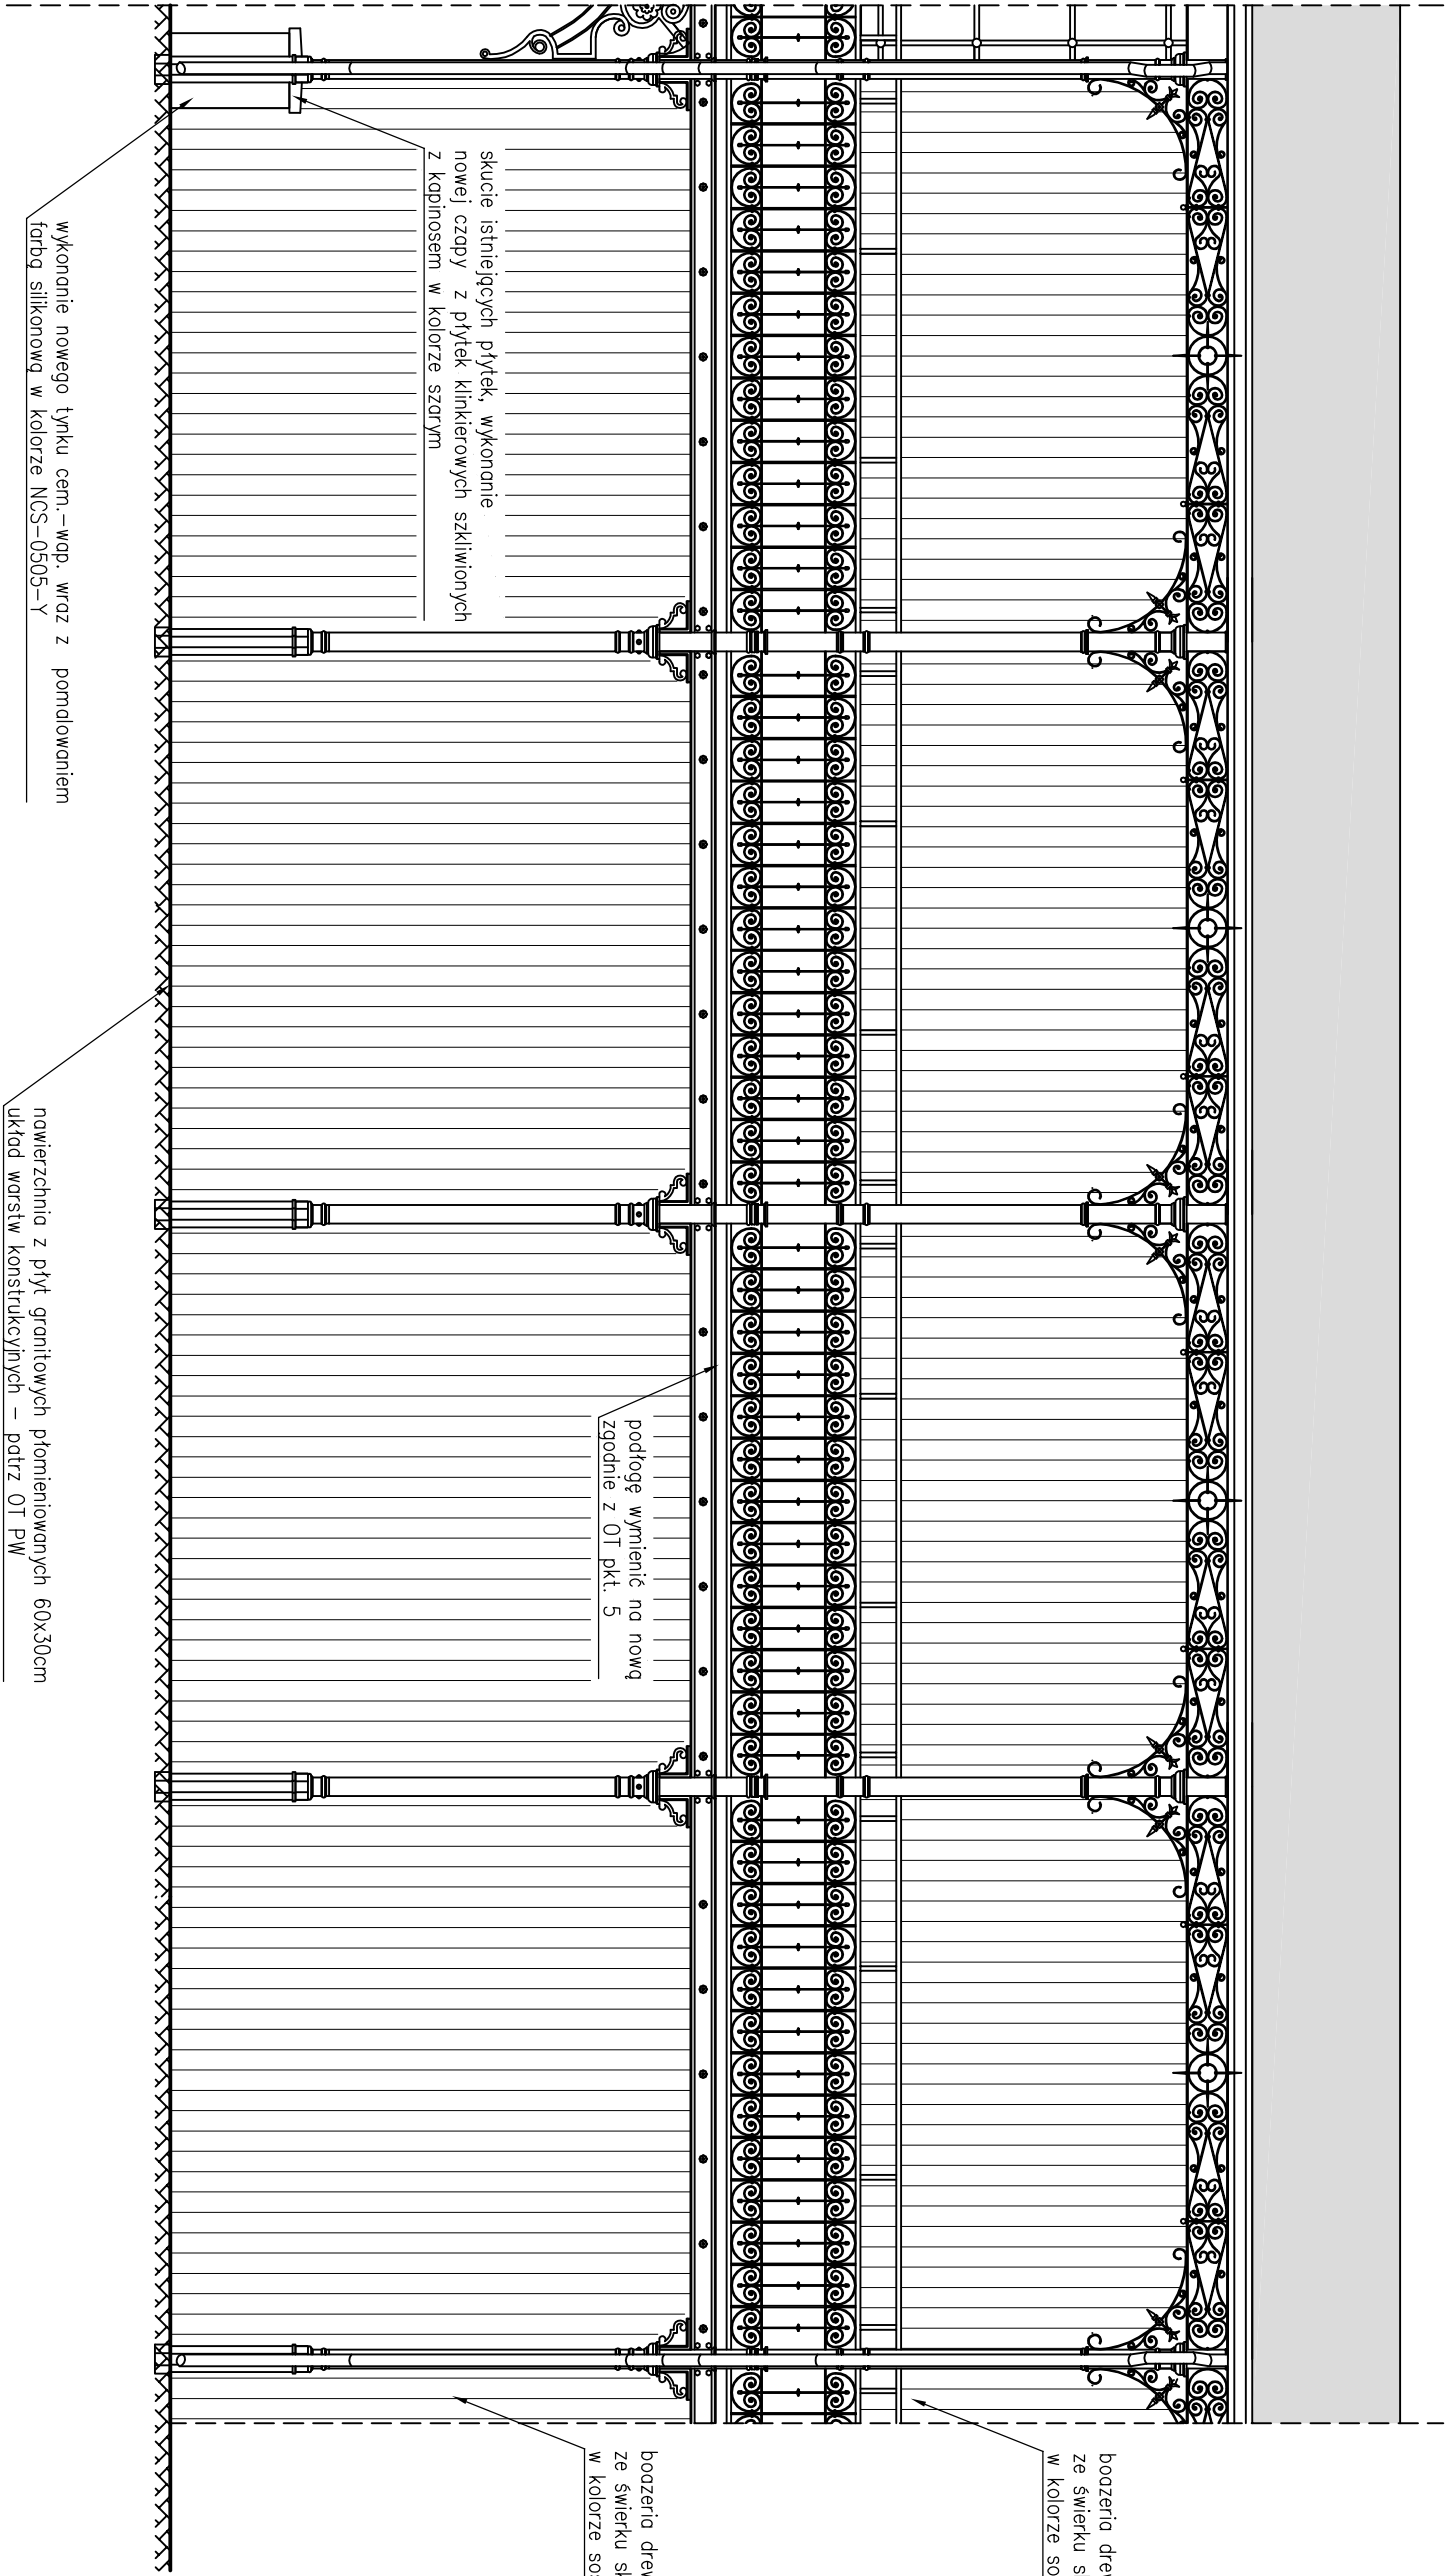 skucie istniejących płytek, wykonanie
nowej czapy z płytek klinkierowych szkliwionych
z kapinosem w kolorze szarym
wykonanie nowego tynku cem.-wap. wraz z pomalowaniem
farbą silikonową w kolorze NCS-0505-Y
nawierzchnia z płyt granitowych płomieniowanych 60x30cm
układ warstw konstrukcyjnych - patrz OT PW
podłogę wymienić na nową
zgodnie z OT pkt. 5
boazeria
ze świerku
w kolorze
boazeria
ze świerku
w kolorze